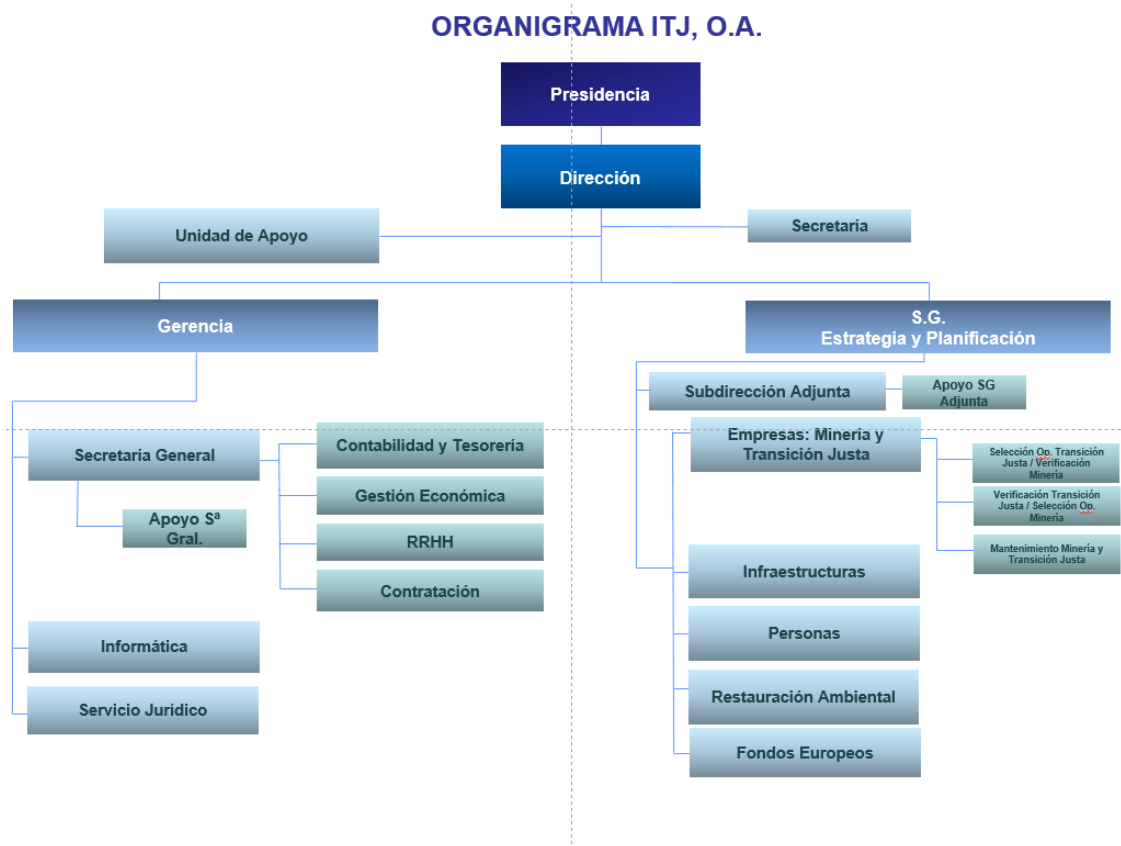 ORGANIGRAMA ITJ, O.A.
Presidencia
Dirección
Unidad de Apoyo
Secretaría
Gerencia
S.G.
Estrategia y Planificación
Secretaría General
Apoyo Sª
Gral.
Contabilidad y Tesorería
Gestión Económica
RRHH
Contratación
Informática
Servicio Jurídico
Subdirección Adjunta
Apoyo SG
Adjunta
Empresas: Minería y
Transición Justa
Selección Op. Transición
Justa / Verificación
Minería
Verificación Transición
Justa / Selección Op.
Minería
Mantenimiento Minería y
Transición Justa
Infraestructuras
Personas
Restauración Ambiental
Fondos Europeos